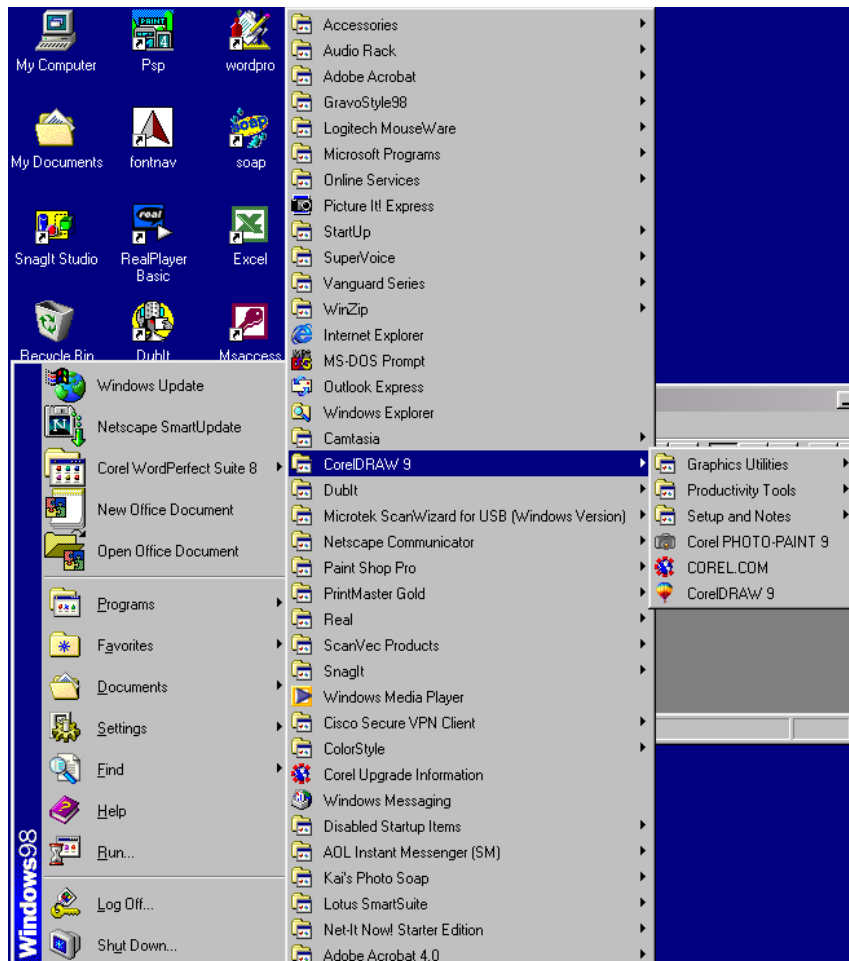 My Computer
Psp
wordpro
My Documents
fontnav
soap
SnagIt Studio
RealPlayer
Basic
Excel
Recycle Bin
DubIt
Msaccess
Windows Update
Netscape SmartUpdate
Corel WordPerfect Suite 8
New Office Document
Open Office Document
Programs
Favorites
Documents
Settings
Find
Help
Run...
Log Off...
Shut Down...
Windows98
Accessories
Audio Rack
Adobe Acrobat
GravoStyle98
Logitech MouseWare
Microsoft Programs
Online Services
Picture It! Express
StartUp
SuperVoice
Vanguard Series
WinZip
Internet Explorer
MS-DOS Prompt
Outlook Express
Windows Explorer
Camtasia
CorelDRAW 9
DubIt
Microtek ScanWizard for USB (Windows Version)
Netscape Communicator
Paint Shop Pro
PrintMaster Gold
Real
ScanVec Products
SnagIt
Windows Media Player
Cisco Secure VPN Client
ColorStyle
Corel Upgrade Information
Windows Messaging
Disabled Startup Items
AOL Instant Messenger (SM)
Kai's Photo Soap
Lotus SmartSuite
Net-It Now! Starter Edition
Adobe Acrobat 4.0
Graphics Utilities
Productivity Tools
Setup and Notes
Corel PHOTO-PAINT 9
COREL.COM
CorelDRAW 9